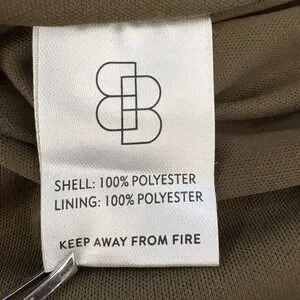 SHELL: 100% POLYESTER
LINING: 100% POLYESTER
KEEP AWAY FROM FIRE